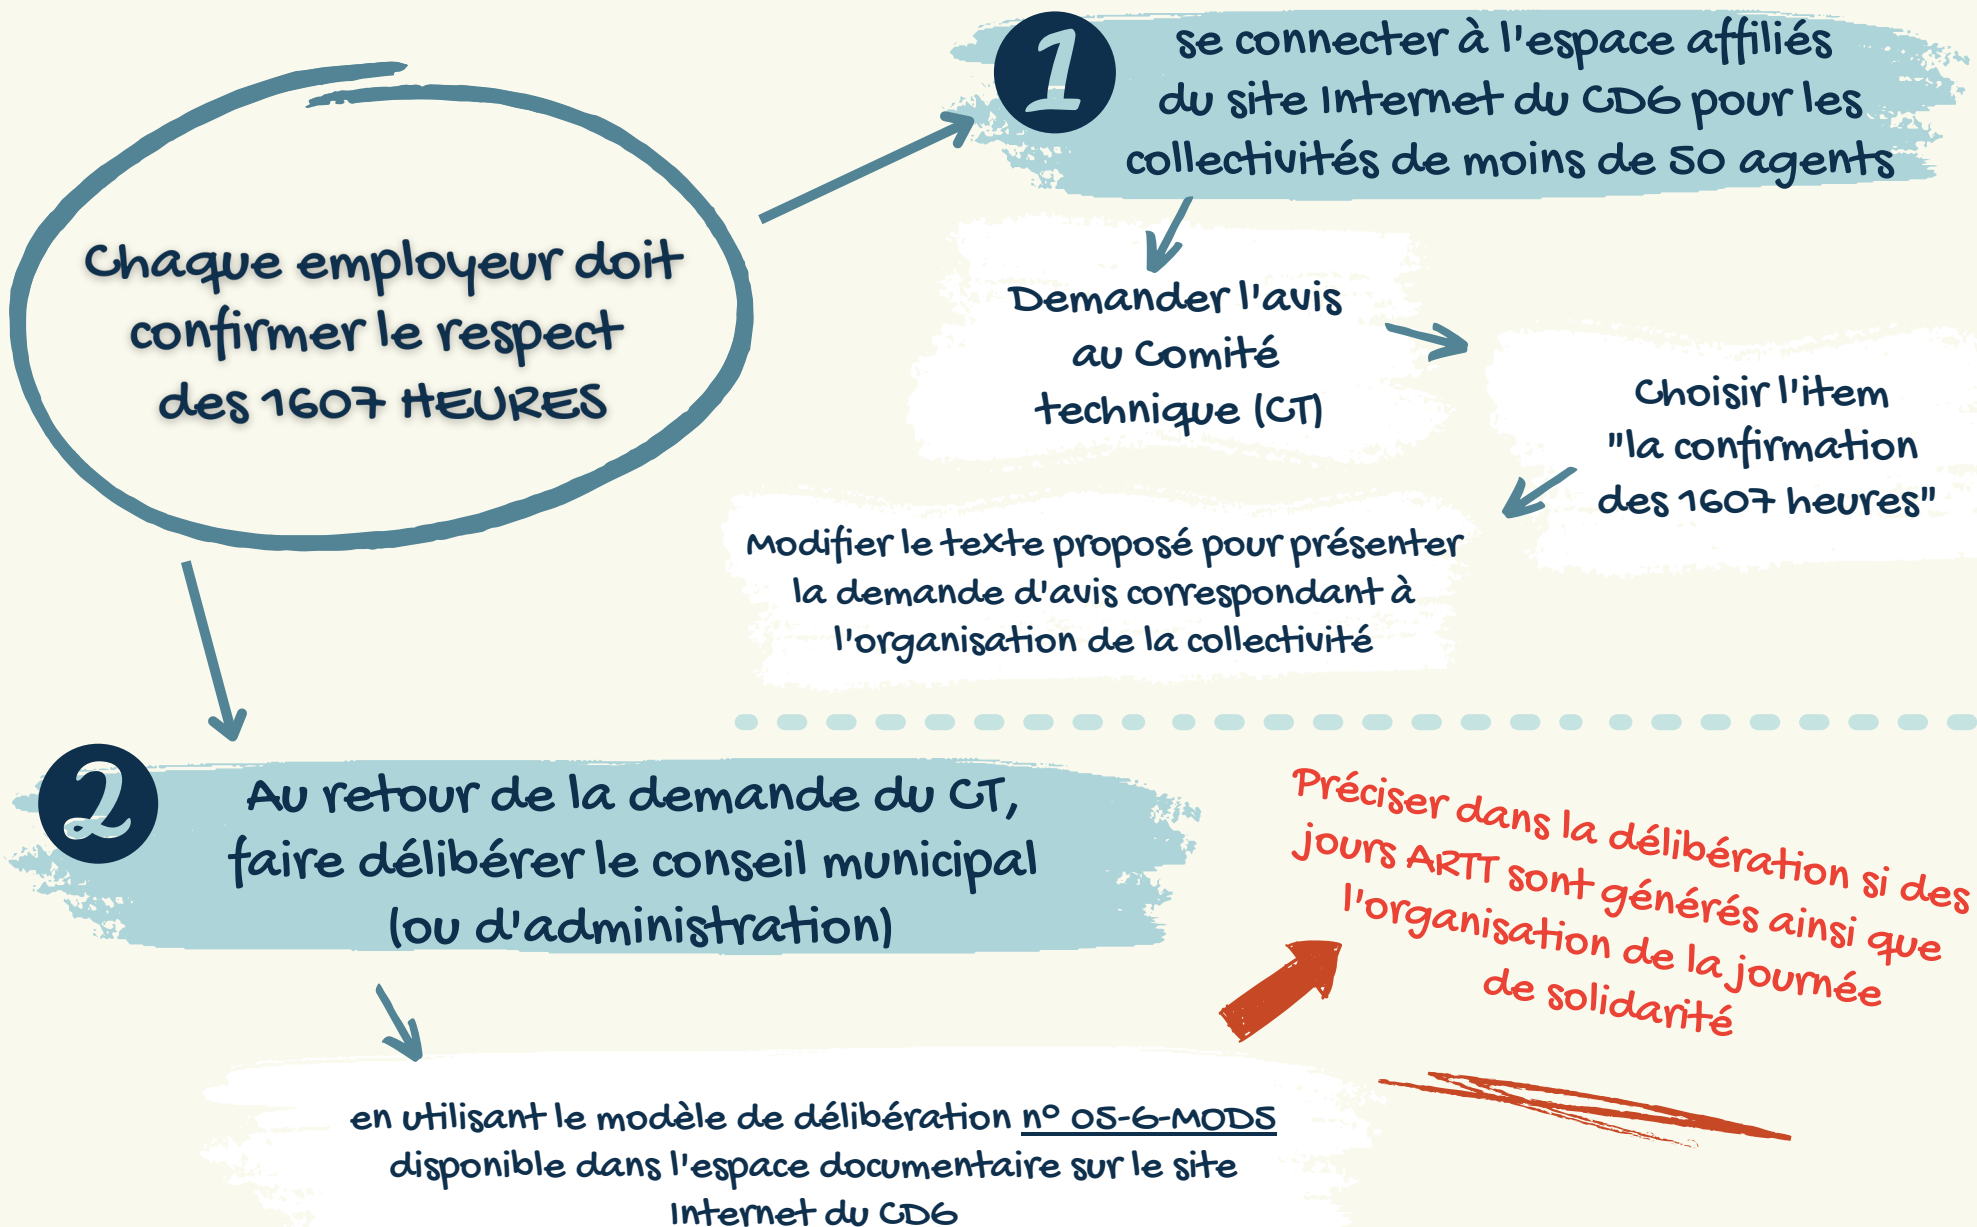 Chaque employeur doit
confirmer le respect
des 1607 HEURES
1
se connecter à l'espace affiliés
du site Internet du CDG pour les
collectivités de moins de 50 agents
Demander l'avis
au Comité
technique (CT)
Choisir l'item
"la confirmation
des 1607 heures"
Modifier le texte proposé pour présenter
la demande d'avis correspondant à
l'organisation de la collectivité
2
Au retour de la demande du CT,
faire délibérer le conseil municipal
(ou d'administration)
Préciser dans la délibération si des
jours ARTT sont générés ainsi que
l'organisation de la journée
de solidarité
en utilisant le modèle de délibération n° 05-6-MOD5
disponible dans l'espace documentaire sur le site
Internet du CDG